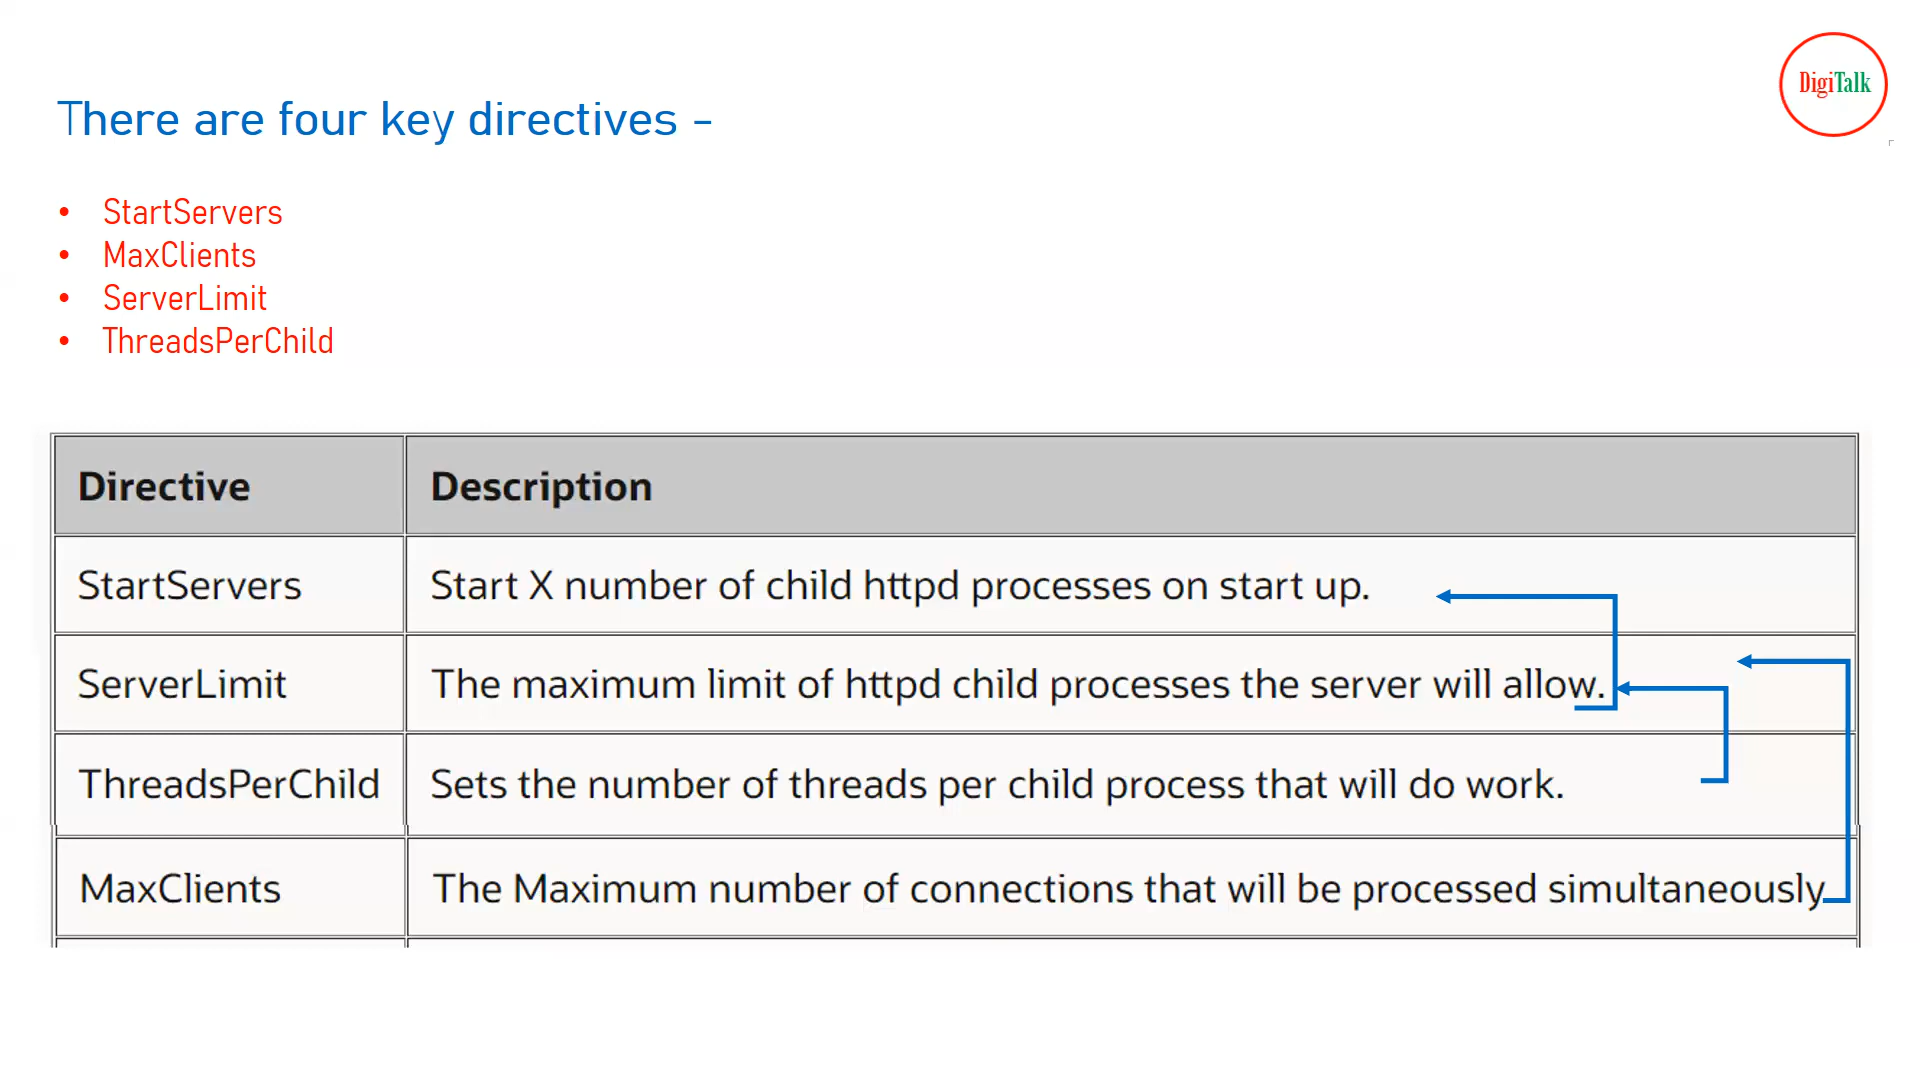 DigiTalk
There are four key directives -
• StartServers
• MaxClients
• ServerLimit
• ThreadsPerChild
Directive Description
StartServers Start X number of child httpd processes on start up.
ServerLimit The maximum limit of httpd child processes the server will allow.
ThreadsPerChild Sets the number of threads per child process that will do work.
MaxClients The Maximum number of connections that will be processed simultaneously